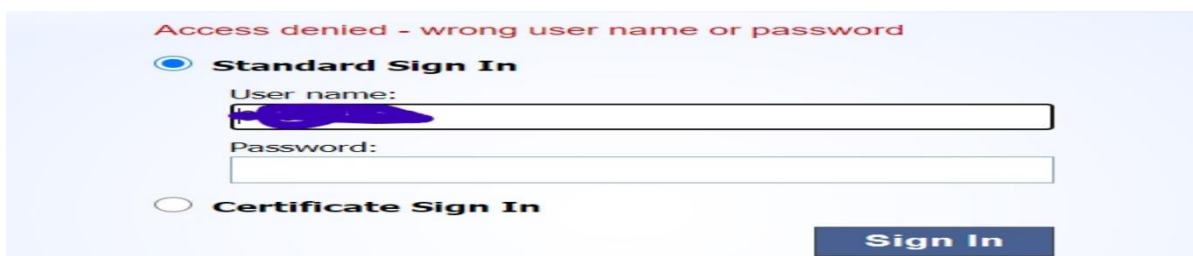 Access denied - wrong user name or password
Standard Sign In
User name:
Password:
Certificate Sign In
Sign In